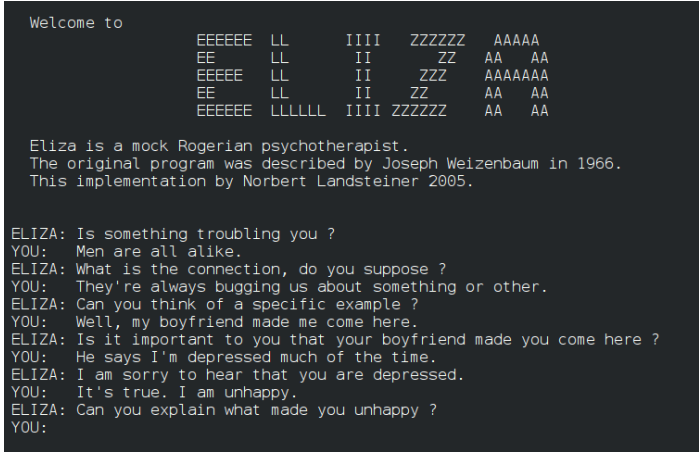 Welcome to
EEEEEE  LL      IIII   ZZZZZZ   AAAAA
EE      LL       II       ZZ   AA   AA
EEEEE   LL       II     ZZZ    AAAAAAA
EE      LL       II    ZZ      AA   AA
EEEEEE  LLLLLL  IIII ZZZZZZ    AA   AA
Eliza is a mock Rogerian psychotherapist.
The original program was described by Joseph Weizenbaum in 1966.
This implementation by Norbert Landsteiner 2005.
ELIZA: Is something troubling you ?
YOU:   Men are all alike.
ELIZA: What is the connection, do you suppose ?
YOU:   They're always bugging us about something or other.
ELIZA: Can you think of a specific example ?
YOU:   Well, my boyfriend made me come here.
ELIZA: Is it important to you that your boyfriend made you come here ?
YOU:   He says I'm depressed much of the time.
ELIZA: I am sorry to hear that you are depressed.
YOU:   It's true. I am unhappy.
ELIZA: Can you explain what made you unhappy ?
YOU: